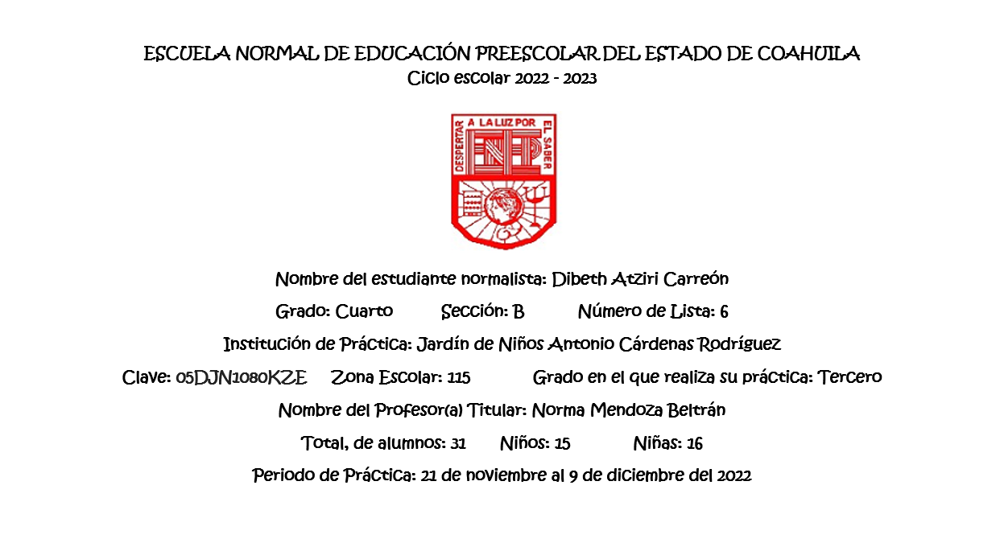 ESCUELA NORMAL DE EDUCACIÓN PREESCOLAR DEL ESTADO DE COAHUILA
Ciclo escolar 2022 - 2023
DESPERTAR A LA LUZ POR EL SABER
ENEP
Nombre del estudiante normalista: Dibeth Atziri Carreón
Grado: Cuarto Sección: B Número de Lista: 6
Institución de Práctica: Jardín de Niños Antonio Cárdenas Rodríguez
Clave: 05DJN1080KZE Zona Escolar: 115 Grado en el que realiza su práctica: Tercero
Nombre del Profesor(a) Titular: Norma Mendoza Beltrán
Total, de alumnos: 31 Niños: 15 Niñas: 16
Periodo de Práctica: 21 de noviembre al 9 de diciembre del 2022